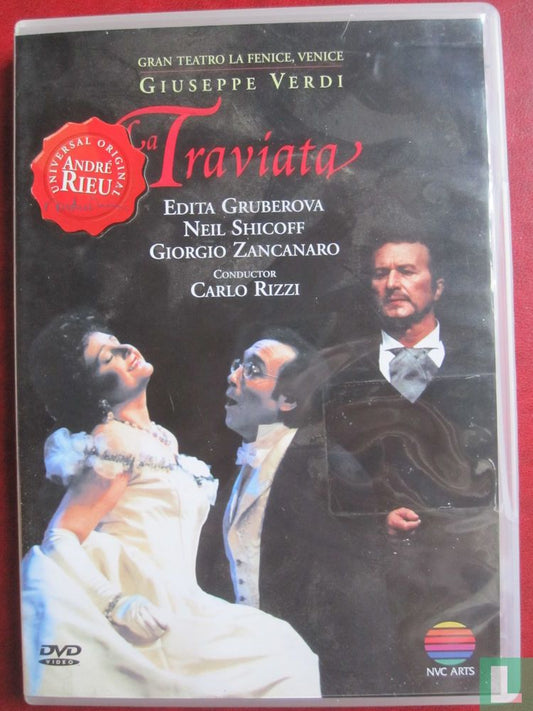 GRAN TEATRO LA FENICE, VENICE
GIUSEPPE VERDI
La Traviata
UNIVERSAL ORIGINAL
ANDRÉ
RIEU
EDITA GRUBEROVA
NEIL SHICOFF
GIORGIO ZANCANARO
CONDUCTOR
CARLO RIZZI
DVD
VIDEO
NVC ARTS
L